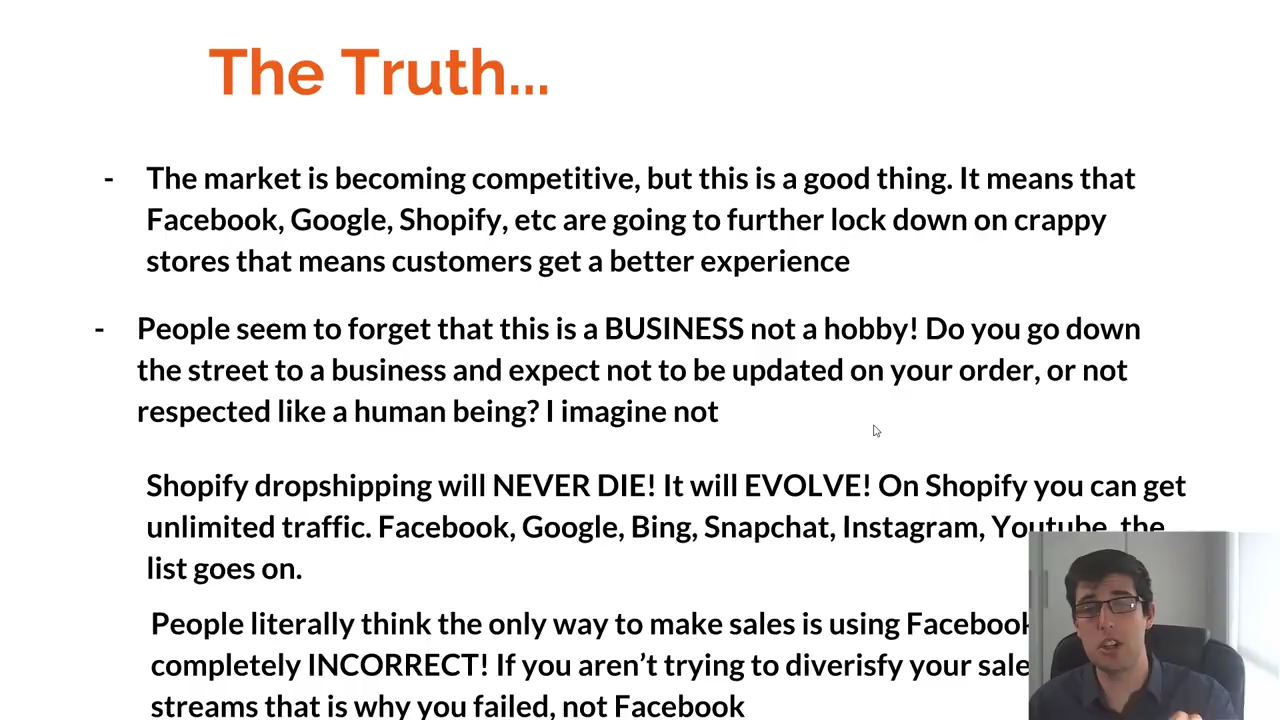 The Truth...
- The market is becoming competitive, but this is a good thing. It means that
Facebook, Google, Shopify, etc are going to further lock down on crappy
stores that means customers get a better experience
- People seem to forget that this is a BUSINESS not a hobby! Do you go down
the street to a business and expect not to be updated on your order, or not
respected like a human being? I imagine not
Shopify dropshipping will NEVER DIE! It will EVOLVE! On Shopify you can get
unlimited traffic. Facebook, Google, Bing, Snapchat, Instagram, Youtube, the
list goes on.
People literally think the only way to make sales is using Facebook
completely INCORRECT! If you aren't trying to diverisfy your sale
streams that is why you failed, not Facebook